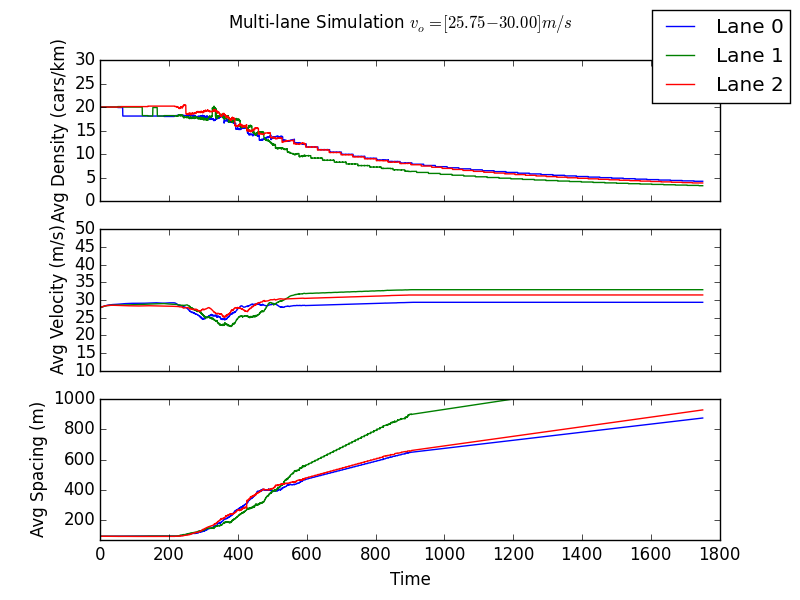 Multi-lane Simulation v_o =[25.75−30.00]m/s
Lane 0
Lane 1
Lane 2
Avg Density (cars/km)
30
25
20
15
10
5
0
Avg Velocity (m/s)
50
45
40
35
30
25
20
15
10
Avg Spacing (m)
1000
800
600
400
200
0 200 400 600 800 1000 1200 1400 1600 1800
Time